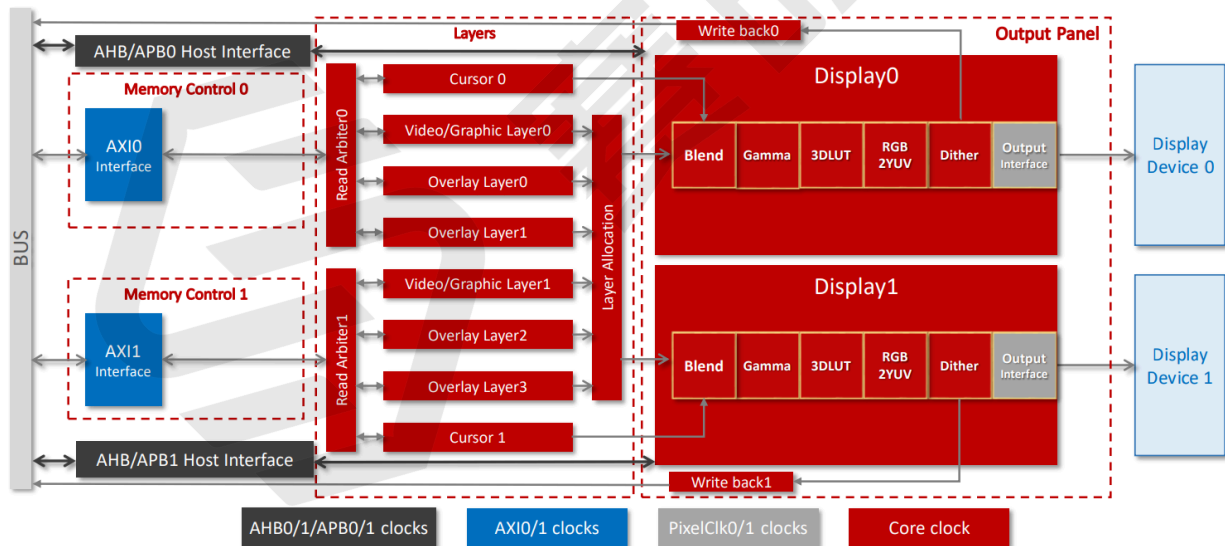 Write back0
Layers
Output Panel
AHB/APB0 Host Interface
Memory Control 0
AXI0
Interface
Read Arbiter0
Cursor 0
Video/Graphic Layer0
Overlay Layer0
Overlay Layer1
Layer Allocation
Display0
Blend
Gamma
3DLUT
RGB
2YUV
Dither
Output
Interface
Display
Device 0
BUS
Memory Control 1
AXI1
Interface
Read Arbiter1
Video/Graphic Layer1
Overlay Layer2
Overlay Layer3
Cursor 1
Display1
Blend
Gamma
3DLUT
RGB
2YUV
Dither
Output
Interface
Display
Device 1
AHB/APB1 Host Interface
Write back1
AHB0/1/APB0/1 clocks
AXI0/1 clocks
PixelClk0/1 clocks
Core clock